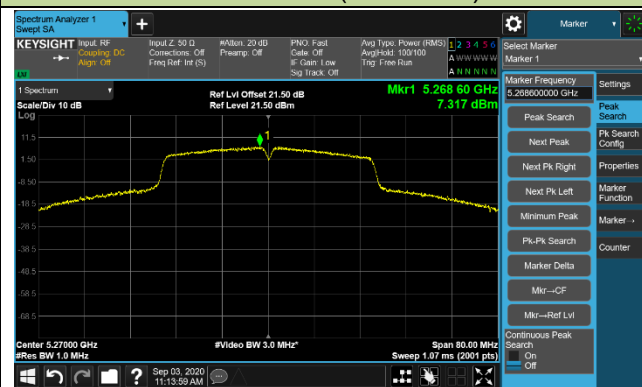 Spectrum Analyzer 1
Swept SA
Marker
KEYSIGHT
Input: RF
Coupling: DC
Align: Off
Input Z: 50 Ω
Corrections: Off
Freq Ref: Int (S)
#Atten: 20 dB
Preamp: Off
PNO: Fast
Gate: Off
IF Gain: Low
Sig Track: Off
Avg Type: Power (RMS)
Avg|Hold: 100/100
Trig: Free Run
1 2 3 4 5 6
A W W W W W
A N N N N N
LNI
Select Marker
Marker 1
1 Spectrum
Scale/Div 10 dB
Log
Ref Lvl Offset 21.50 dB
Ref Level 21.50 dBm
Mkr1 5.268 60 GHz
7.317 dBm
1
11.5
1.50
-8.50
-18.5
-28.5
-38.5
-48.5
-58.5
-68.5
Center 5.27000 GHz
#Res BW 1.0 MHz
#Video BW 3.0 MHz*
Span 80.00 MHz
Sweep 1.07 ms (2001 pts)
Marker Frequency
5.268600000 GHz
Peak Search
Next Peak
Next Pk Right
Next Pk Left
Minimum Peak
Pk-Pk Search
Marker Delta
Mkr→CF
Mkr→Ref Lvl
Continuous Peak
Search
On
Off
Settings
Peak
Search
Pk Search
Config
Properties
Marker
Function
Marker→
Counter
?
Sep 03, 2020
11:13:59 AM